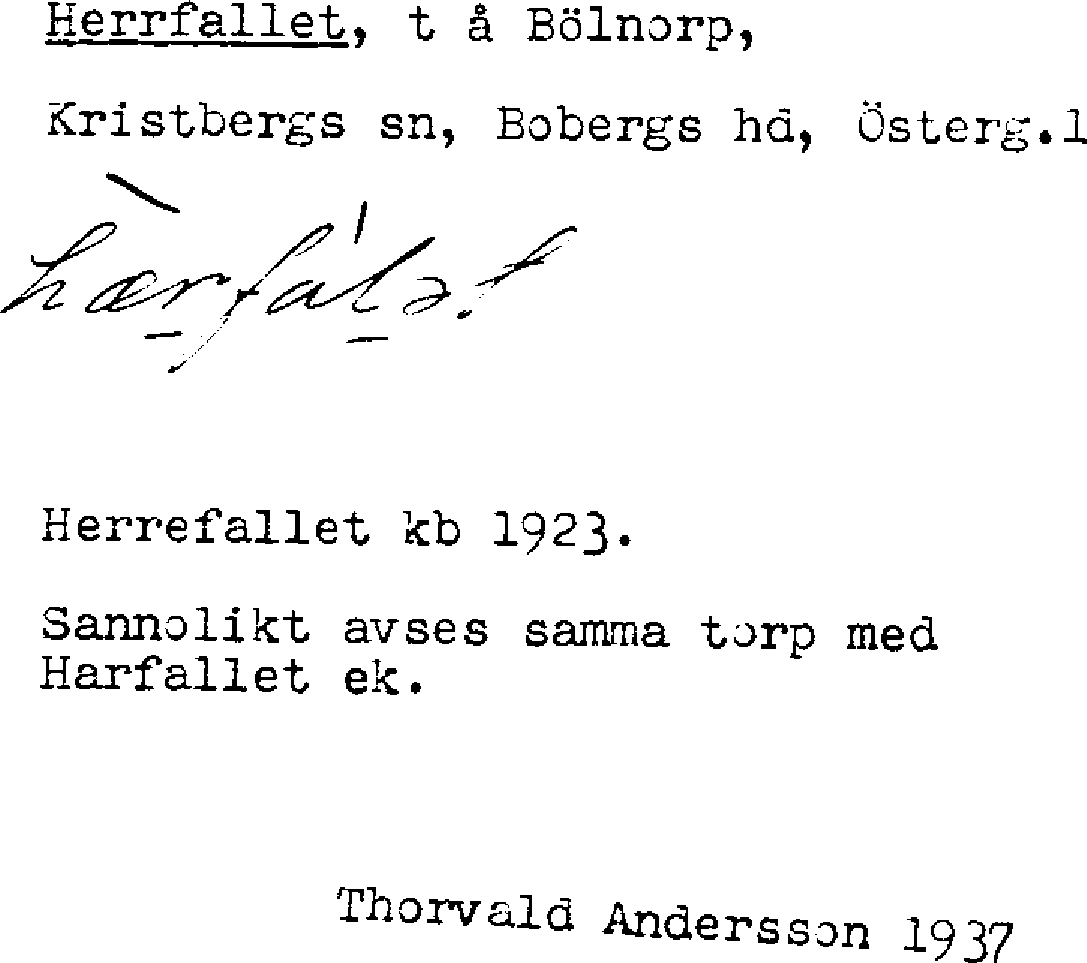 Herrfallet, t å Bölnorp,
Kristbergs sn, Bobergs hd, Österg.l
hærfalət
Herrefallet kb 1923.
Sannolikt avses samma torp med
Harfallet ek.
Thorvald Andersson 1937